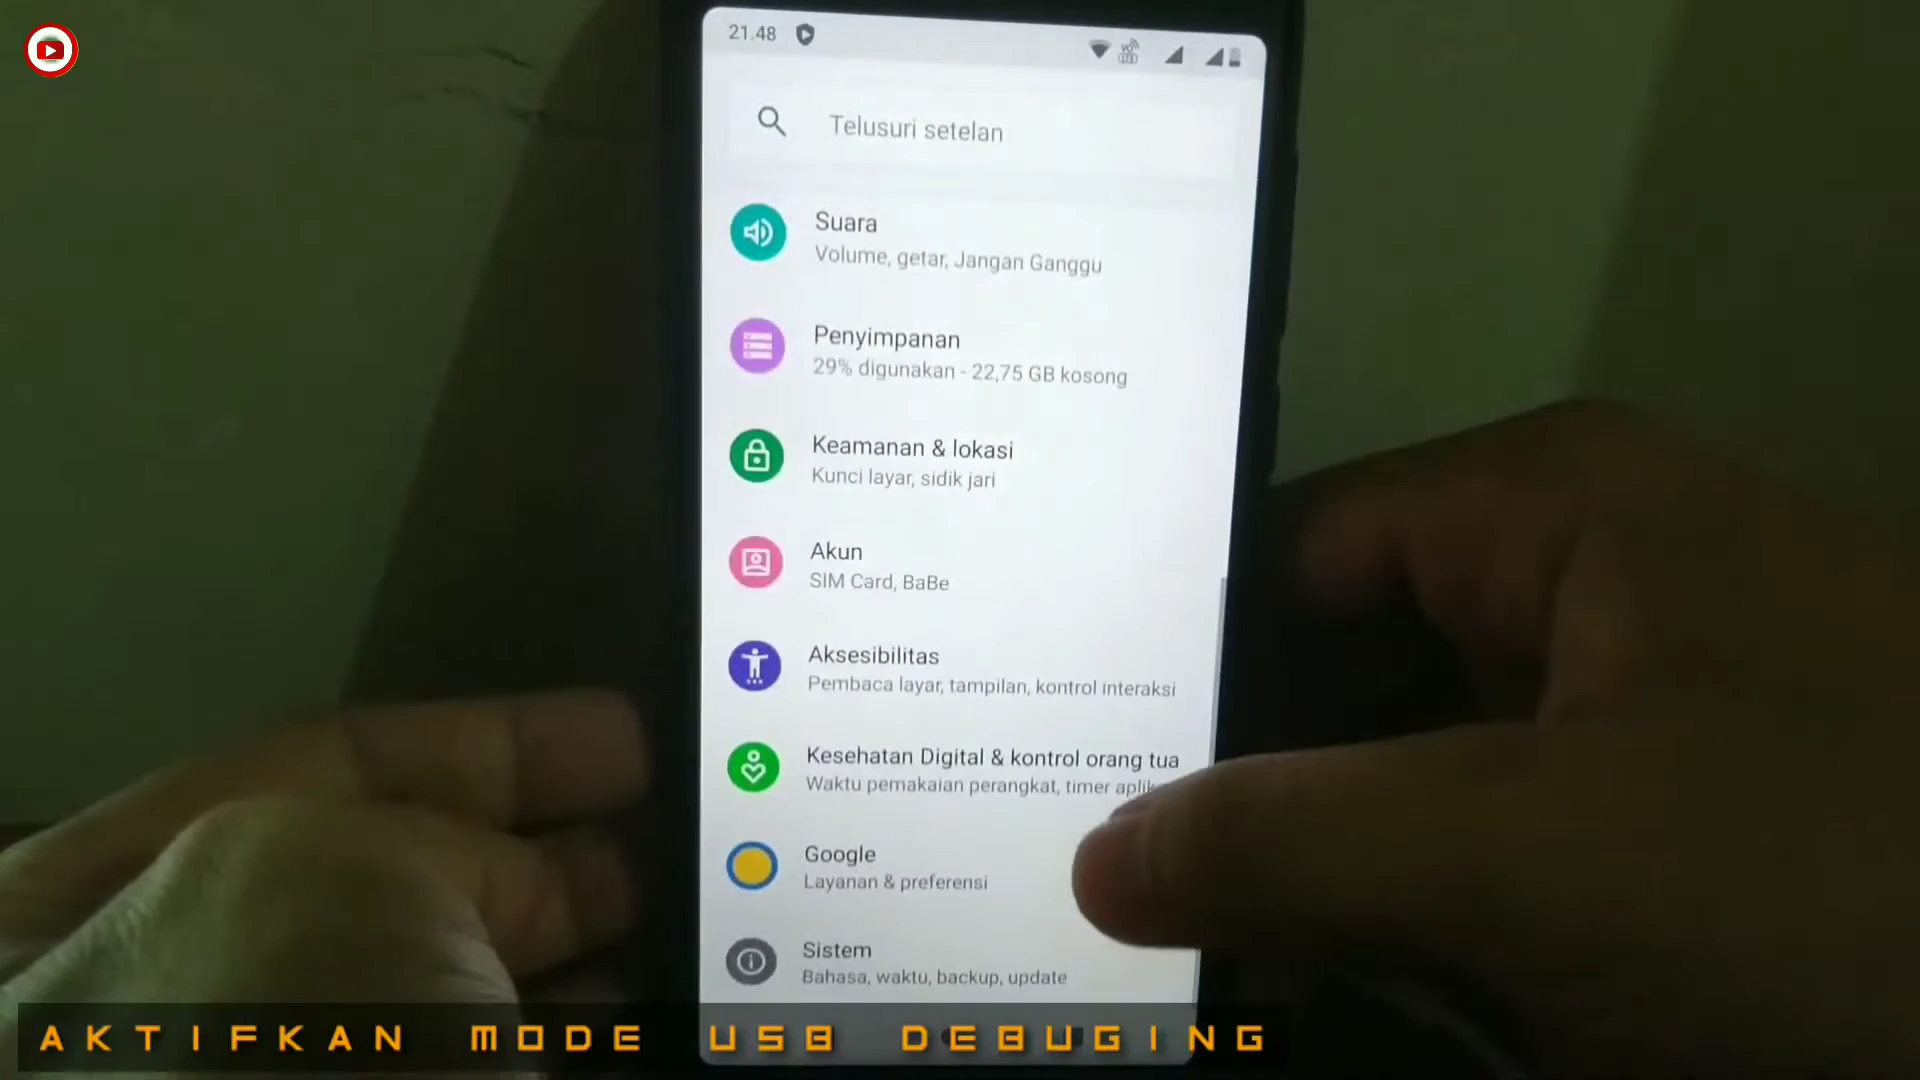 21.48
Telusuri setelan
Suara
Volume, getar, Jangan Ganggu
Penyimpanan
29% digunakan - 22,75 GB kosong
Keamanan & lokasi
Kunci layar, sidik jari
Akun
SIM Card, BaBe
Aksesibilitas
Pembaca layar, tampilan, kontrol interaksi
Kesehatan Digital & kontrol orang tua
Waktu pemakaian perangkat, timer
Google
Layanan & preferensi
Sistem
Bahasa, waktu, backup, update
AKTIFKAN MODE USB DEBUGING